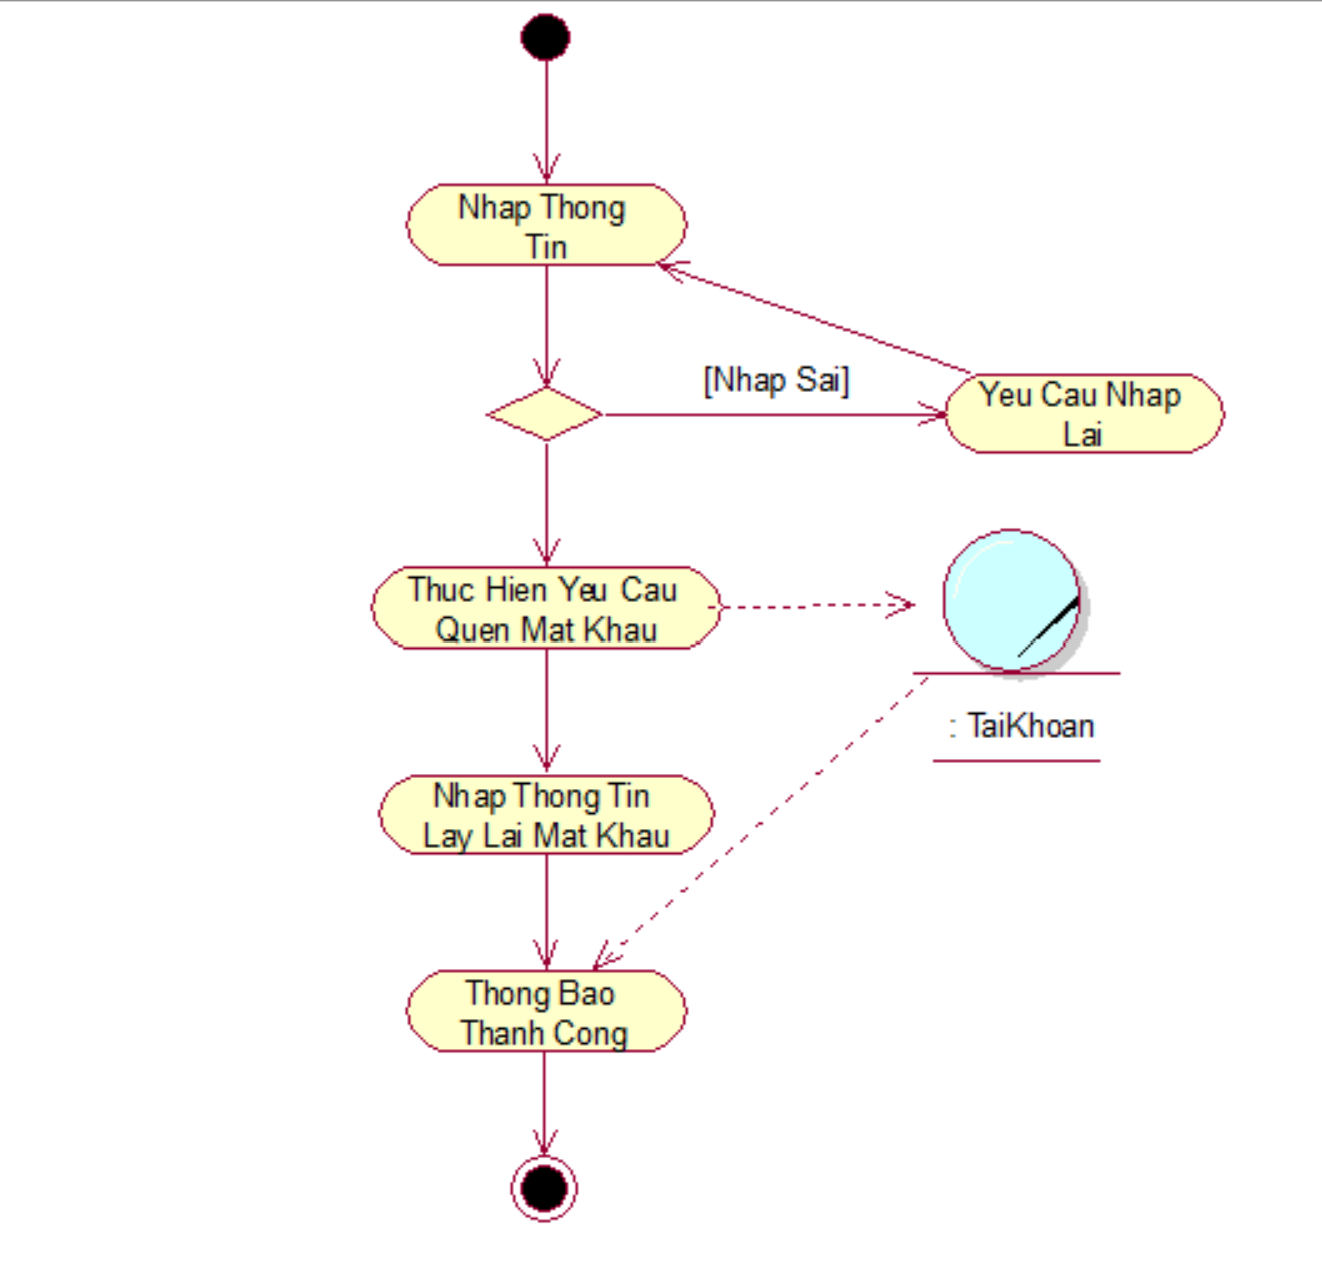 Nhap Thong
Tin
[Nhap Sai]
Yeu Cau Nhap
Lai
Thuc Hien Yeu Cau
Quen Mat Khau
: TaiKhoan
Nhap Thong Tin
Lay Lai Mat Khau
Thong Bao
Thanh Cong